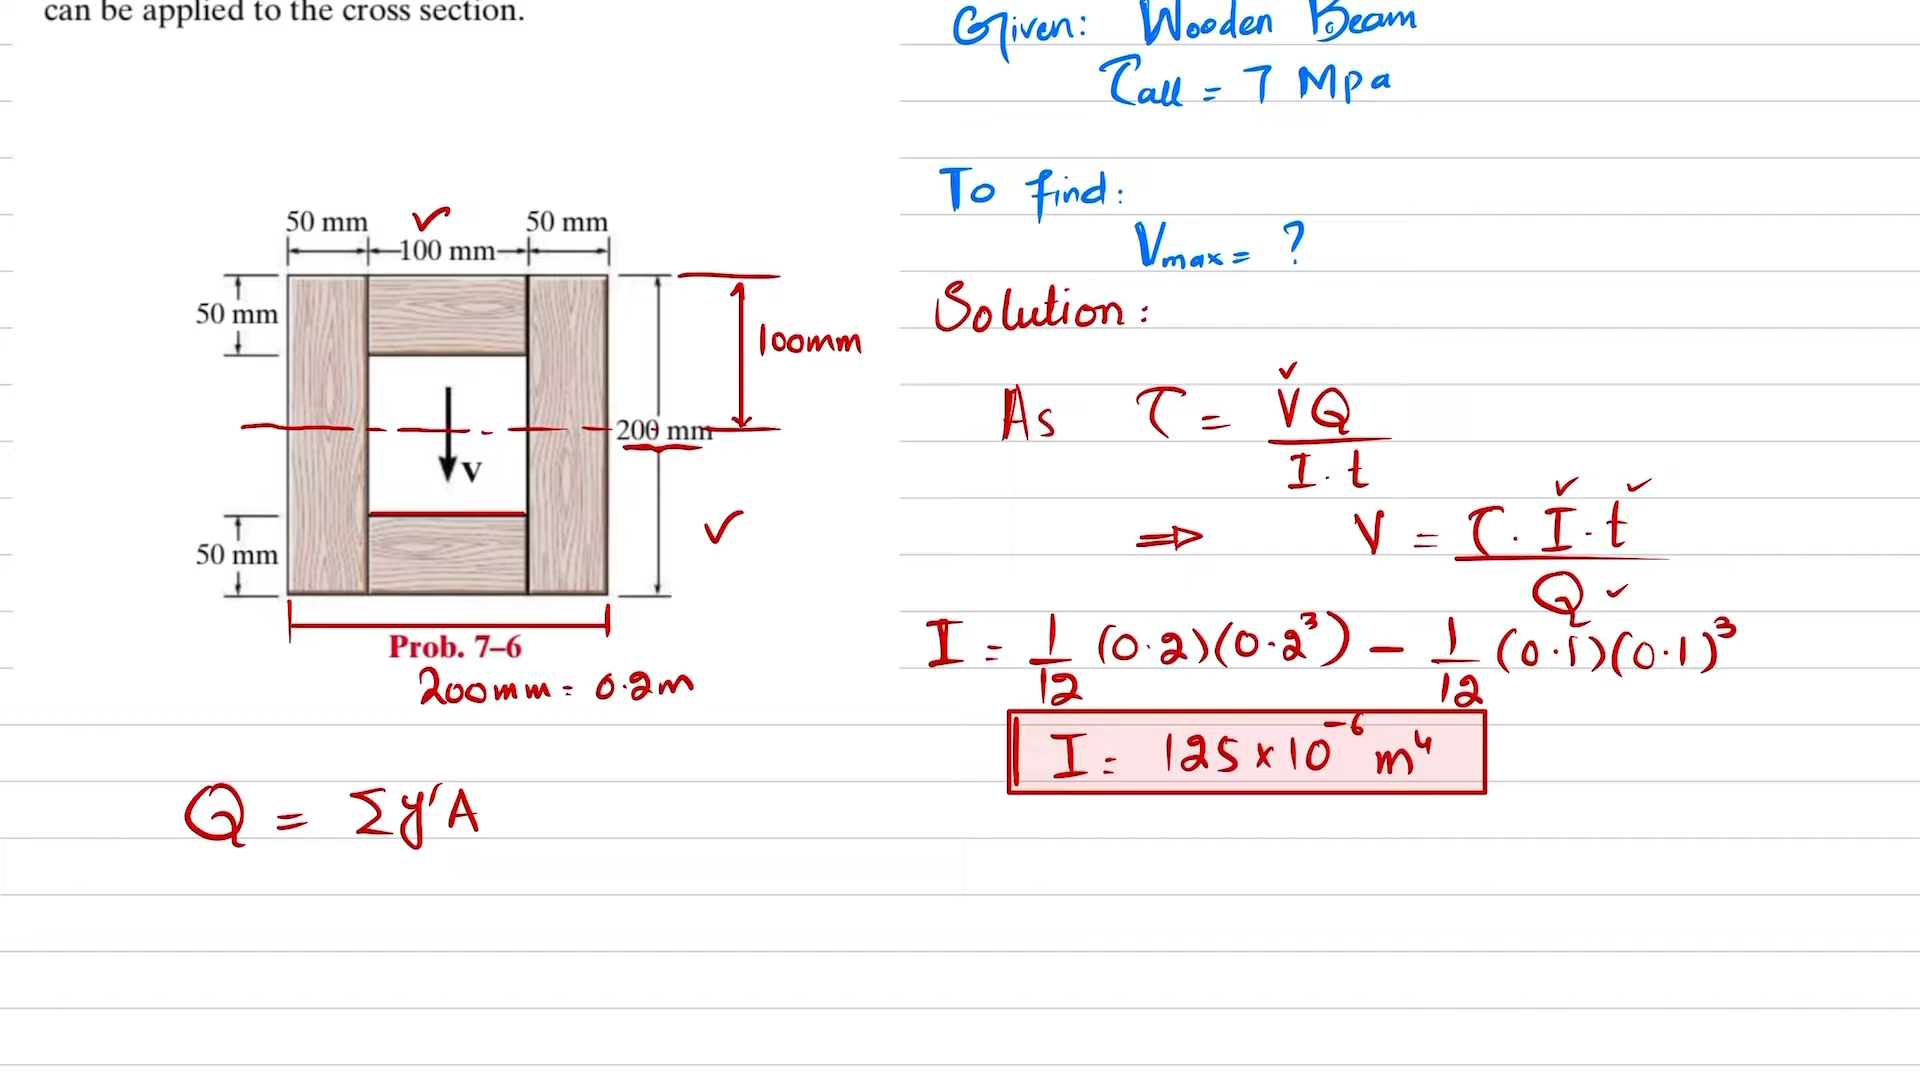 can be applied to the cross section.
50 mm ✓ 50 mm
100 mm
50 mm
100mm
200 mm
V
✓
50 mm
Prob. 7–6
200mm = 0.2m
Q = Σy'A
Given: Wooden Beam
τall = 7 Mpa
To find:
Vmax = ?
Solution:
As τ = VQ / I.t
⇒ V = τ.I.t / Q
I = 1/12 (0.2)(0.2³) - 1/12 (0.1)(0.1)³
I = 125 × 10⁻⁶ m⁴